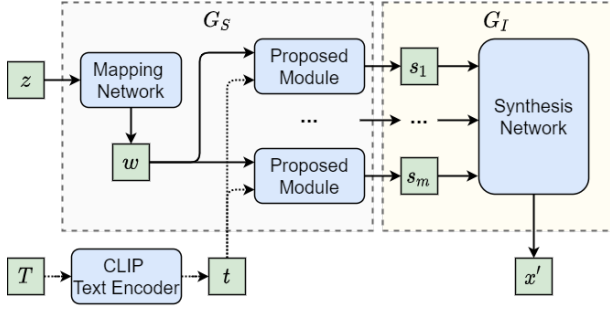 G_S
G_I
z
Mapping
Network
w
Proposed
Module
s_1
...
...
Synthesis
Network
Proposed
Module
s_m
T
CLIP
Text Encoder
t
x′